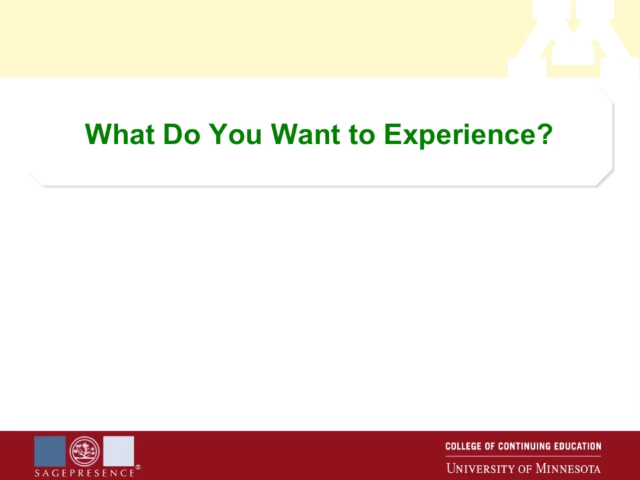 What Do You Want to Experience?
SAGEPRESENCE®
COLLEGE OF CONTINUING EDUCATION
UNIVERSITY OF MINNESOTA